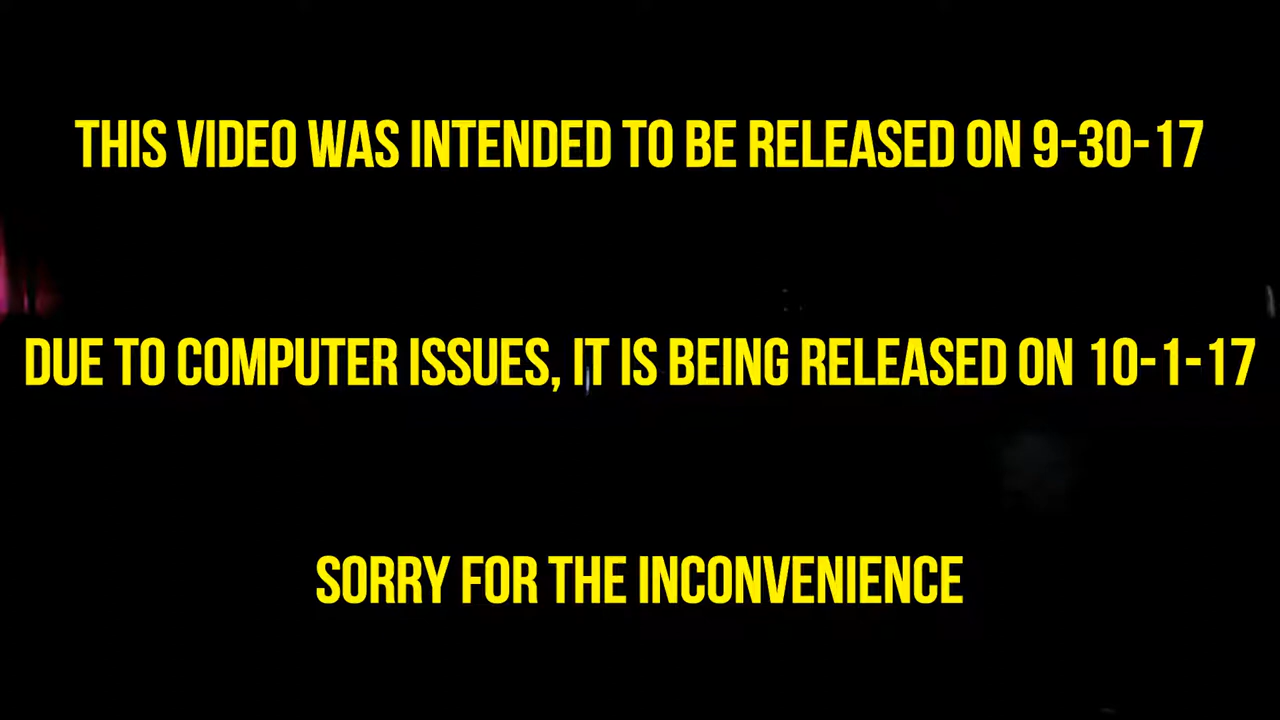 THIS VIDEO WAS INTENDED TO BE RELEASED ON 9-30-17
DUE TO COMPUTER ISSUES, IT IS BEING RELEASED ON 10-1-17
SORRY FOR THE INCONVENIENCE